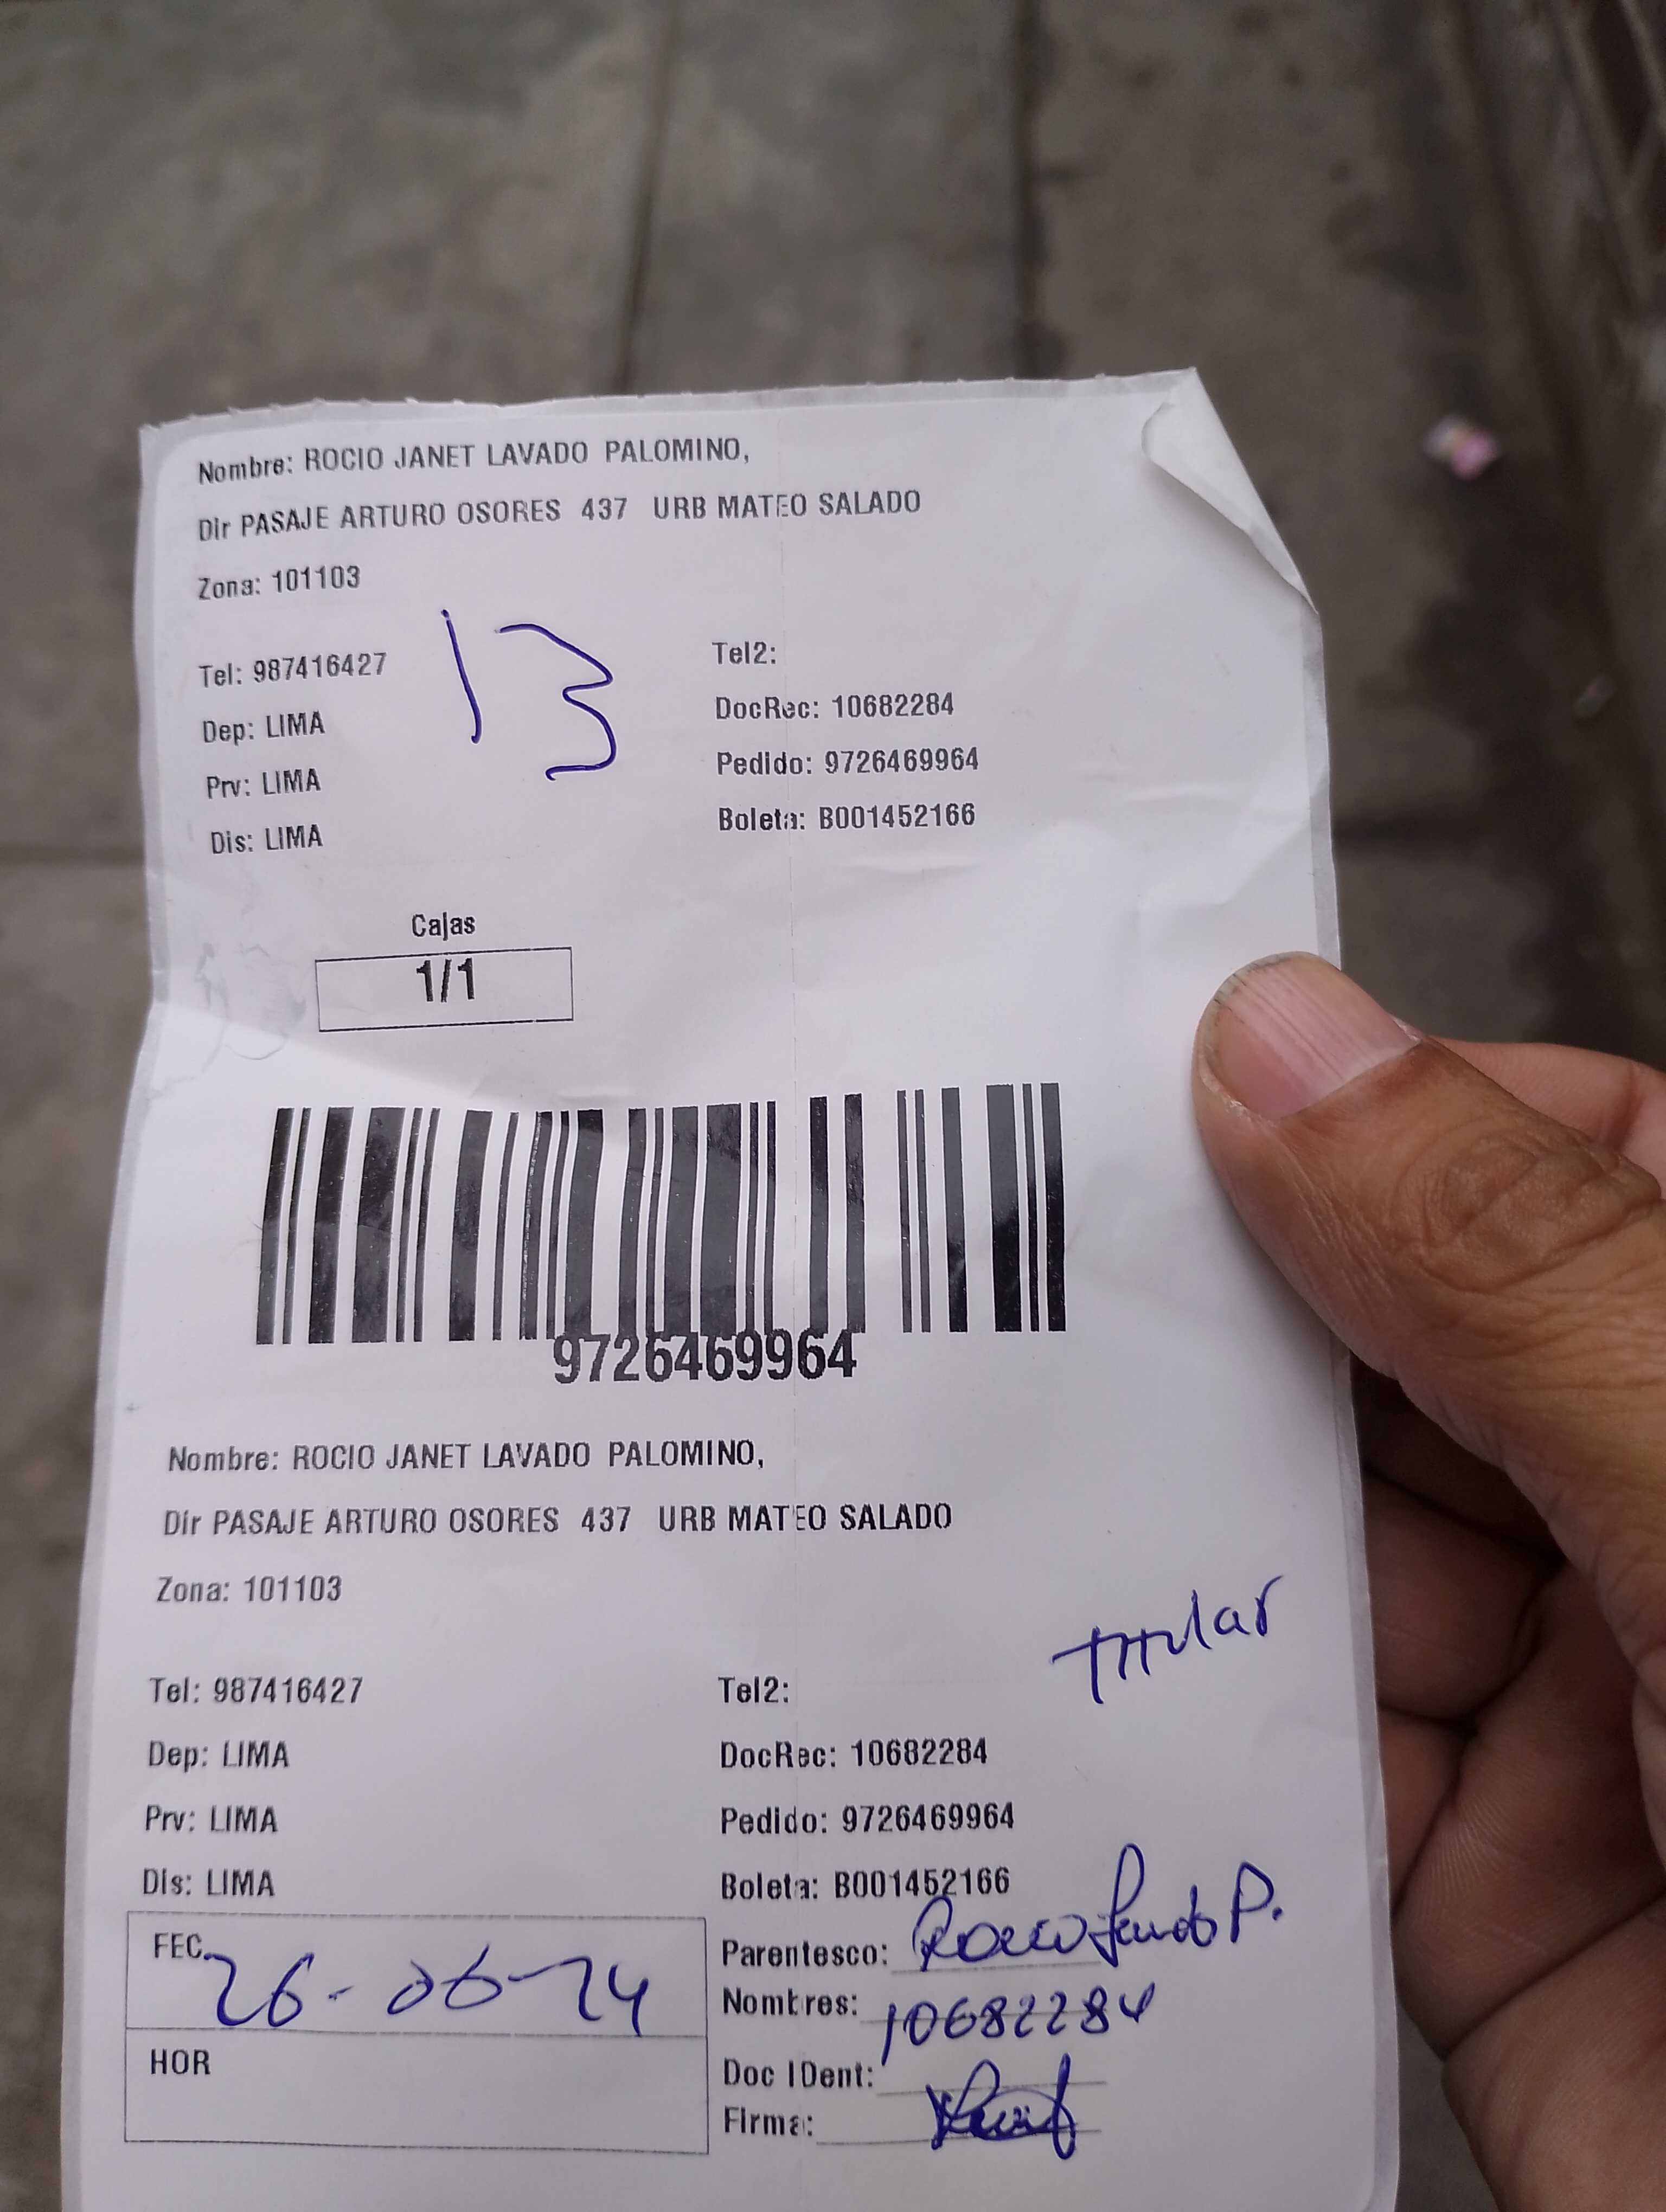 Nombre: ROCIO JANET LAVADO PALOMINO,
Dir PASAJE ARTURO OSORES 437 URB MATEO SALADO
Zona: 101103
13
Tel: 987416427 Tel2:
Dep: LIMA DocRec: 10682284
Prv: LIMA Pedido: 9726469964
Dis: LIMA Boleta: B001452166
Cajas
1/1
9726469964
Nombre: ROCIO JANET LAVADO PALOMINO,
Dir PASAJE ARTURO OSORES 437 URB MATEO SALADO
Zona: 101103
titular
Tel: 987416427 Tel2:
Dep: LIMA DocRec: 10682284
Prv: LIMA Pedido: 9726469964
Dis: LIMA Boleta: B001452166
FEC 26-06-24 Parentesco: Rocio Lavado P.
Nombres: 10682284
HOR Doc IDent:
Firma: